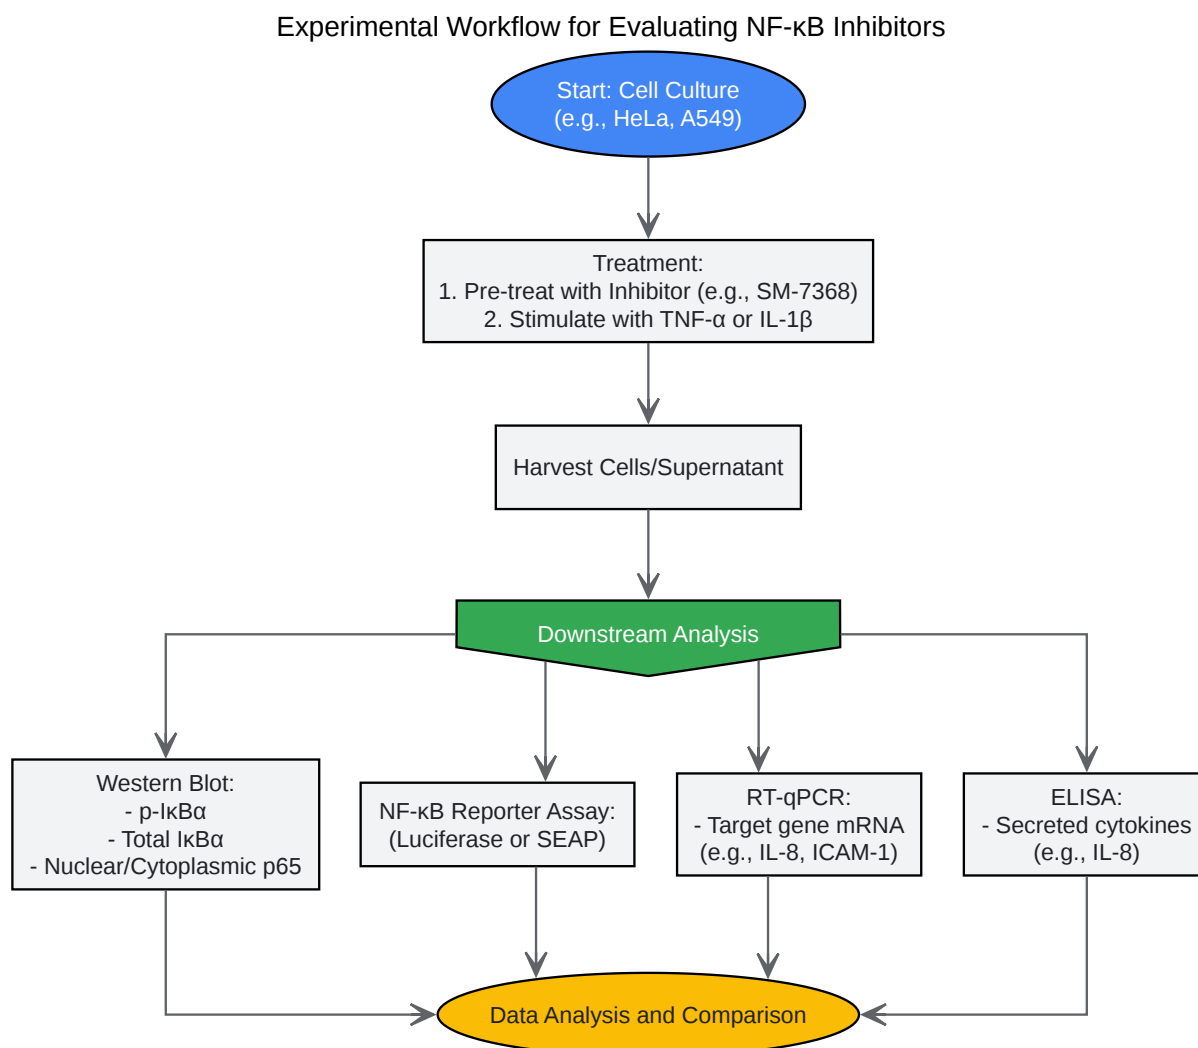 Experimental Workflow for Evaluating NF-κB Inhibitors
Start: Cell Culture
(e.g., HeLa, A549)
Treatment:
1. Pre-treat with Inhibitor (e.g., SM-7368)
2. Stimulate with TNF-α or IL-1β
Harvest Cells/Supernatant
Downstream Analysis
Western Blot:
- p-IκBα
- Total IκBα
- Nuclear/Cytoplasmic p65
NF-κB Reporter Assay:
(Luciferase or SEAP)
RT-qPCR:
- Target gene mRNA
(e.g., IL-8, ICAM-1)
ELISA:
- Secreted cytokines
(e.g., IL-8)
Data Analysis and Comparison